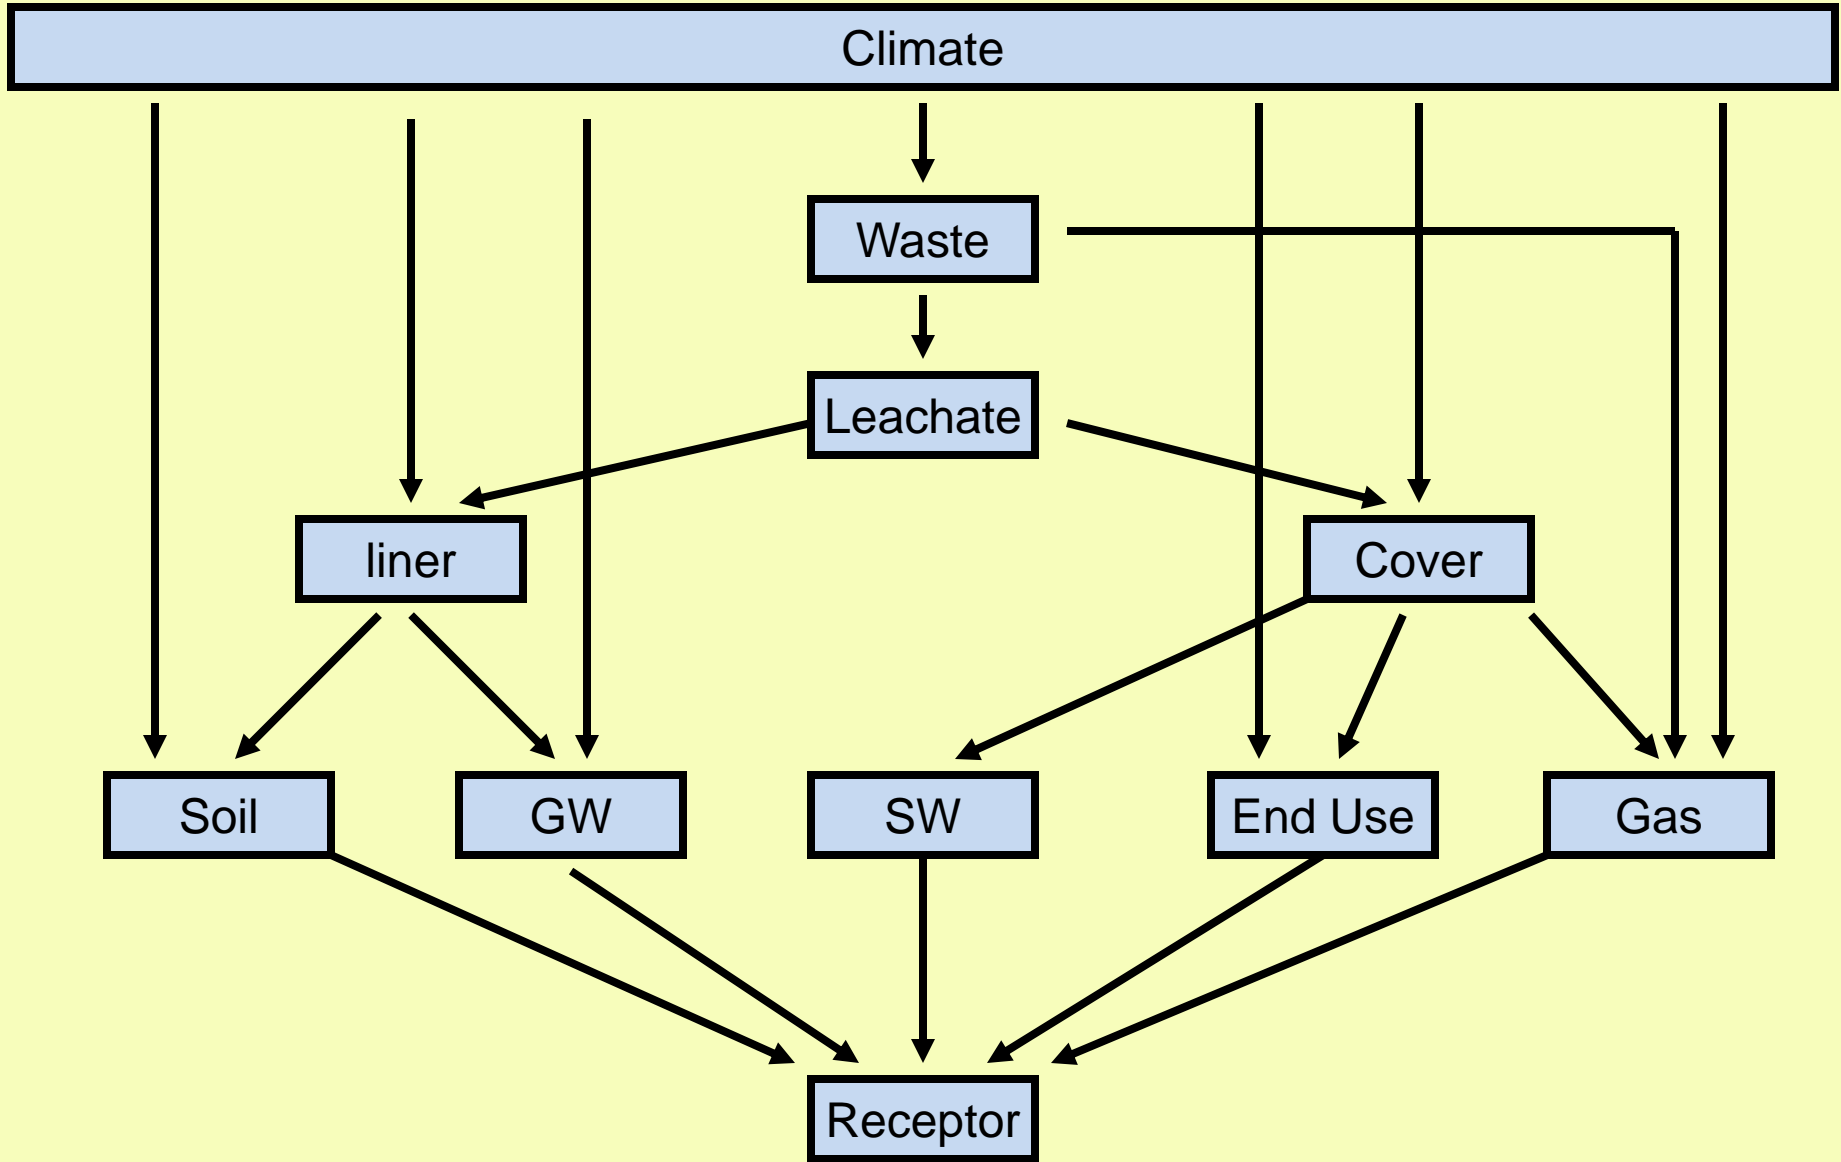 Climate
Waste
Leachate
liner
Cover
Soil
GW
SW
End Use
Gas
Receptor